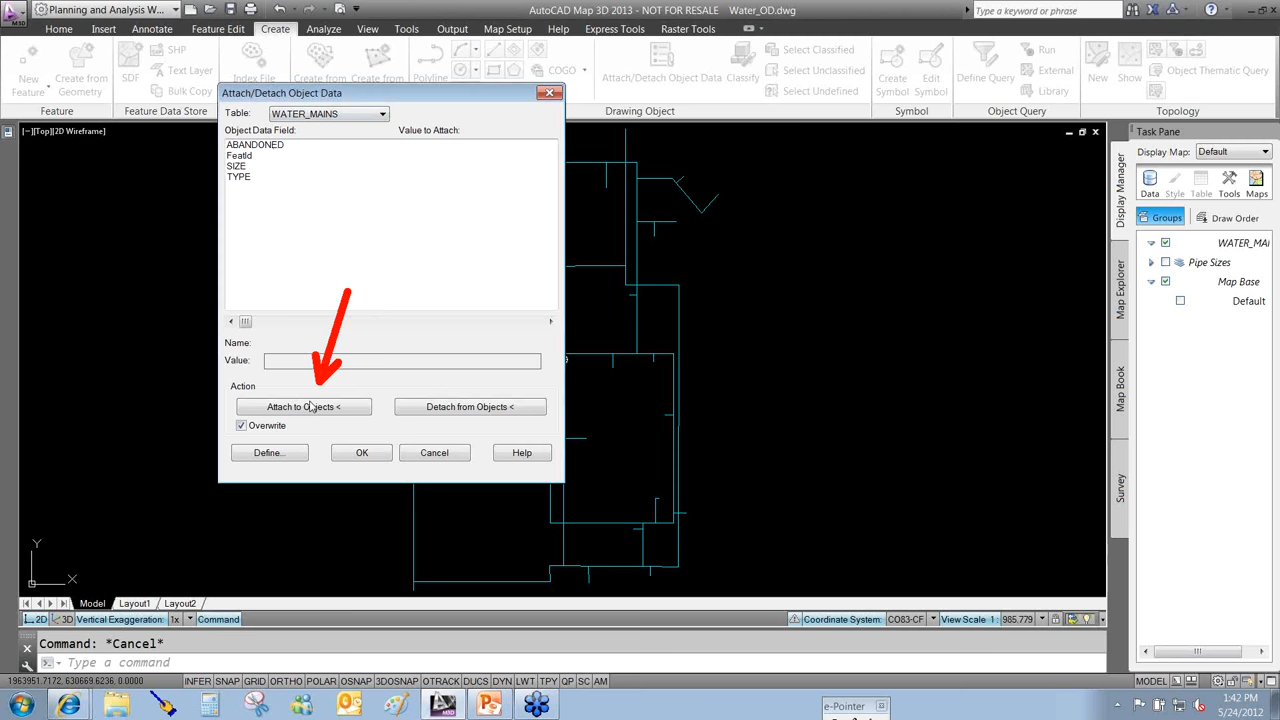 Planning and Analysis W
AutoCAD Map 3D 2013 - NOT FOR RESALE Water_OD.dwg
Type a keyword or phrase
Home Insert Annotate Feature Edit Create Analyze View Tools Output Map Setup Help Express Tools Raster Tools
New
Feature
Create from
Geometry
SDF
SHP
Text Layer
Bulk Copy
Index File
Create from
Create from
Polyline
COGO
Attach/Detach Object Data
Classify
Select Classified
Select Unclassified
Select Undefined
Create
Symbol
Edit
Symbol
Define Query
Run
External
Object Query Library
New
Show
Object Thematic Query
Feature
Feature Data Store
Drawing Object
Symbol
Object Query
Topology
[−][Top][2D Wireframe]
Attach/Detach Object Data
Table: WATER_MAINS
Object Data Field: Value to Attach:
ABANDONED
FeatId
SIZE
TYPE
Name:
Value:
Action
Attach to Objects <
Detach from Objects <
Overwrite
Define...
OK
Cancel
Help
Task Pane
Display Map: Default
Data Style Table Tools Maps
Groups Draw Order
WATER_MAI
Pipe Sizes
Map Base
Default
Display Manager
Map Explorer
Map Book
Survey
Y
X
Model Layout1 Layout2
2D 3D Vertical Exaggeration: 1x Command
Coordinate System: CO83-CF View Scale 1: 985.779
Command: *Cancel*
Type a command
1963951.7172, 630669.6236, 0.0000 INFER SNAP GRID ORTHO POLAR OSNAP 3DOSNAP OTRACK DUCS DYN LWT TPY QP SC AM
MODEL
e-Pointer
1:42 PM
5/24/2012